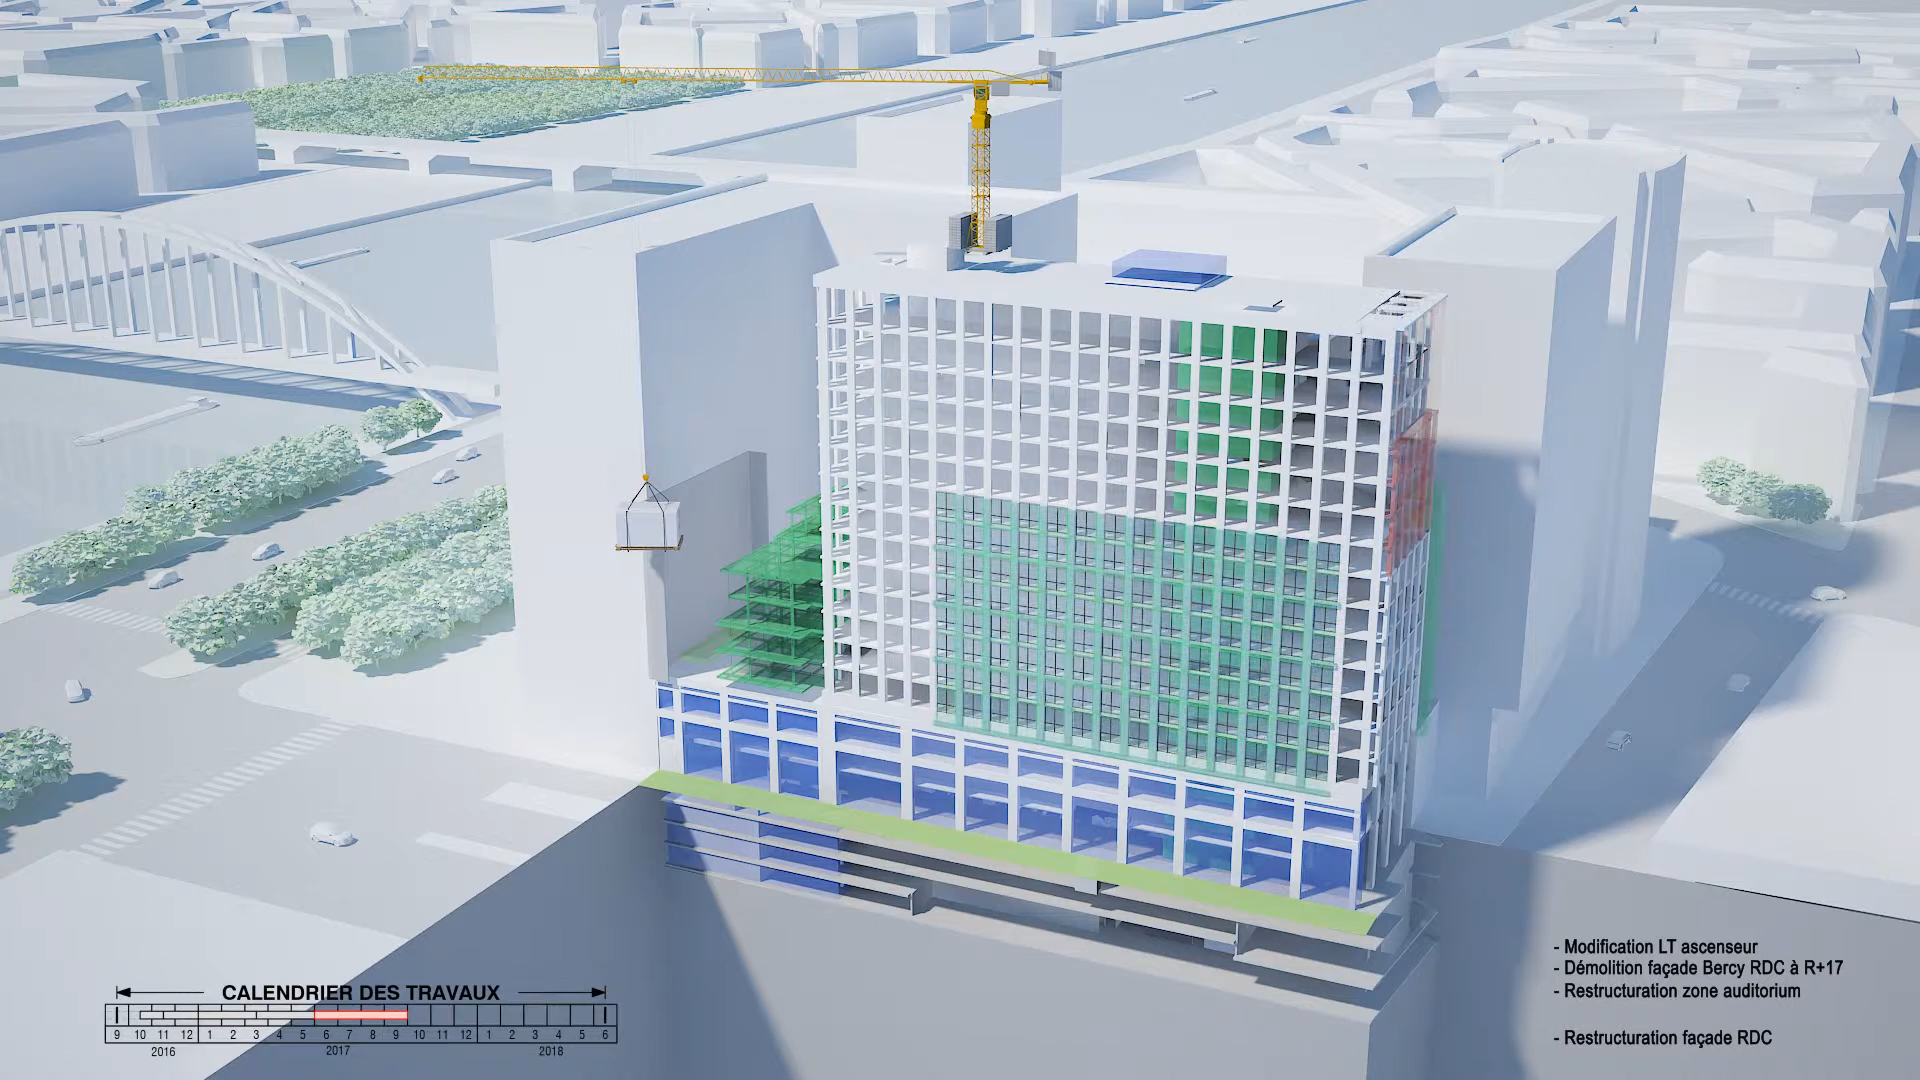 - Modification LT ascenseur
- Démolition façade Bercy RDC à R+17
- Restructuration zone auditorium
- Restructuration façade RDC
CALENDRIER DES TRAVAUX
9 10 11 12 1 2 3 4 5 6 7 8 9 10 11 12 1 2 3 4 5 6
2016 2017 2018